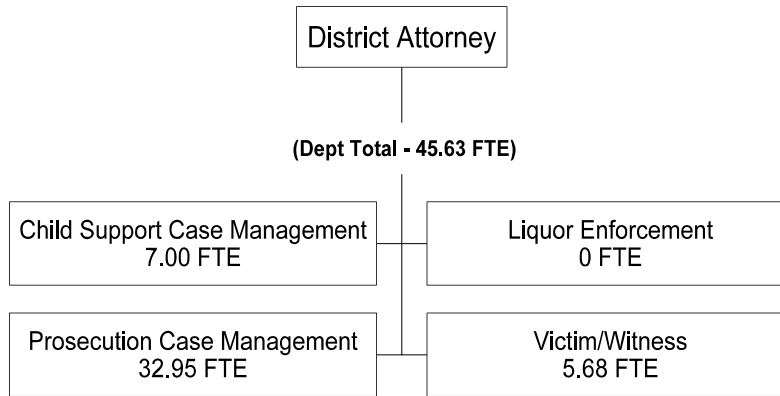 District Attorney
(Dept Total - 45.63 FTE)
Child Support Case Management
7.00 FTE
Liquor Enforcement
0 FTE
Prosecution Case Management
32.95 FTE
Victim/Witness
5.68 FTE